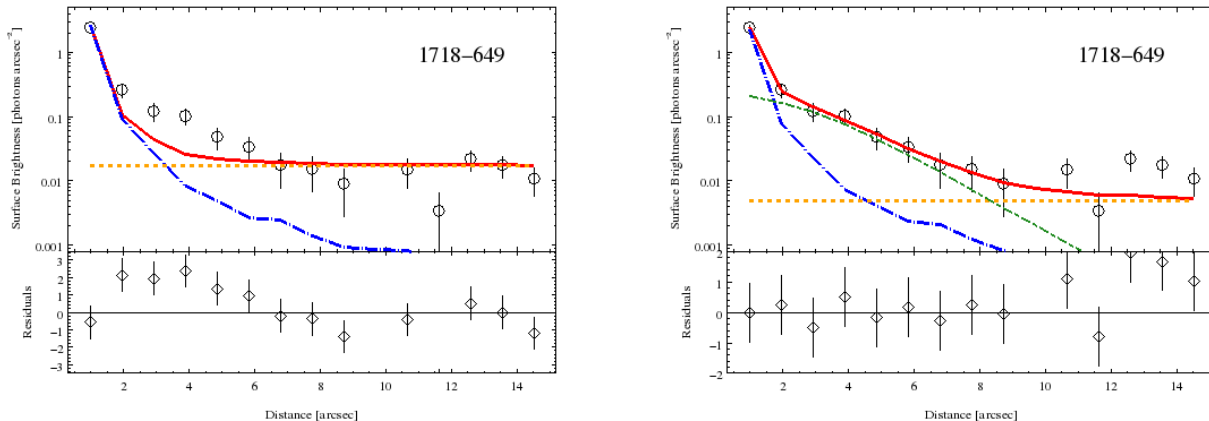 1718−649
Surface Brightness [photons arcsec⁻²]
1
0.1
0.01
0.001
Residuals
3
2
1
0
−1
−2
−3
2 4 6 8 10 12 14
Distance [arcsec]
1718−649
Surface Brightness [photons arcsec⁻²]
1
0.1
0.01
0.001
Residuals
2
1
0
−1
−2
2 4 6 8 10 12 14
Distance [arcsec]